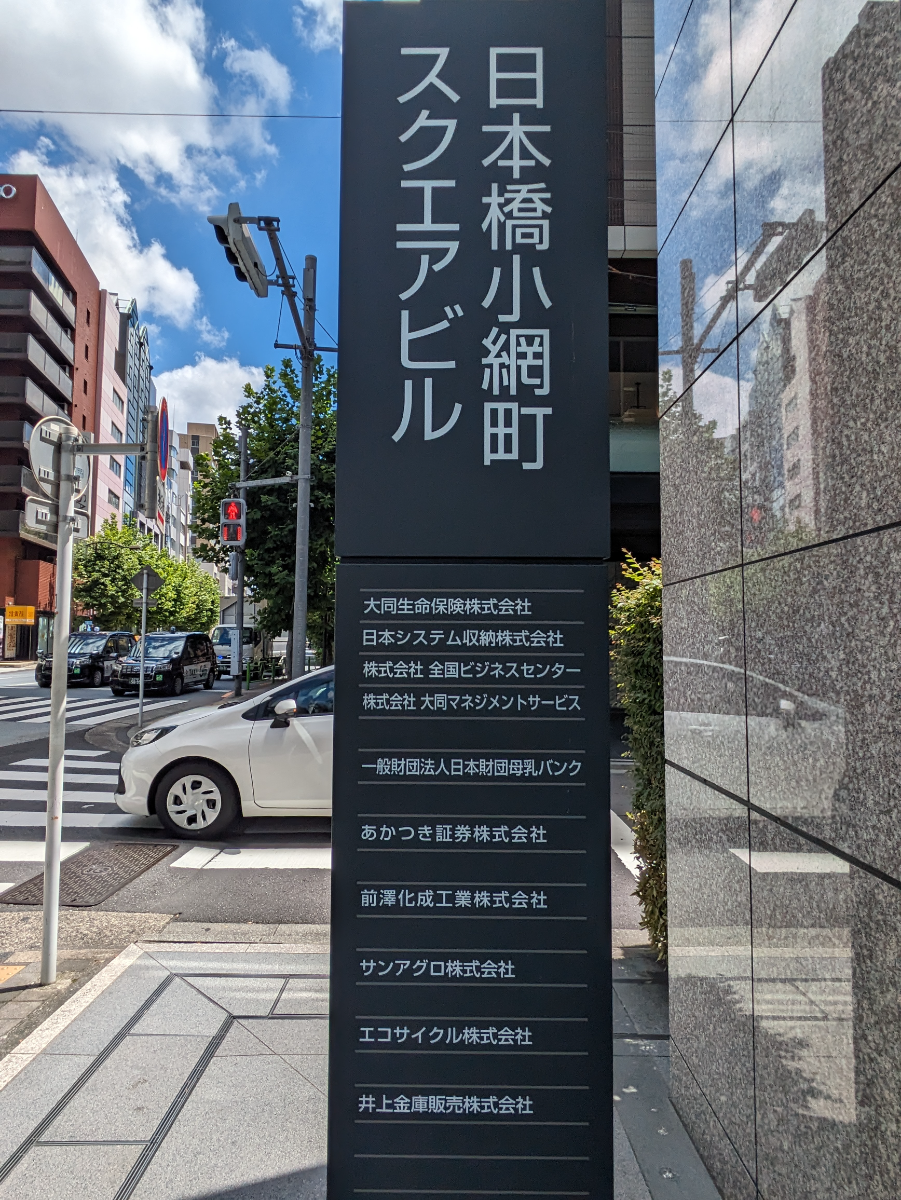 日本橋小網町
スクエアビル
大同生命保険株式会社
日本システム収納株式会社
株式会社 全国ビジネスセンター
株式会社 大同マネジメントサービス
一般財団法人日本財団母乳バンク
あかつき証券株式会社
前澤化成工業株式会社
サンアグロ株式会社
エコサイクル株式会社
井上金庫販売株式会社